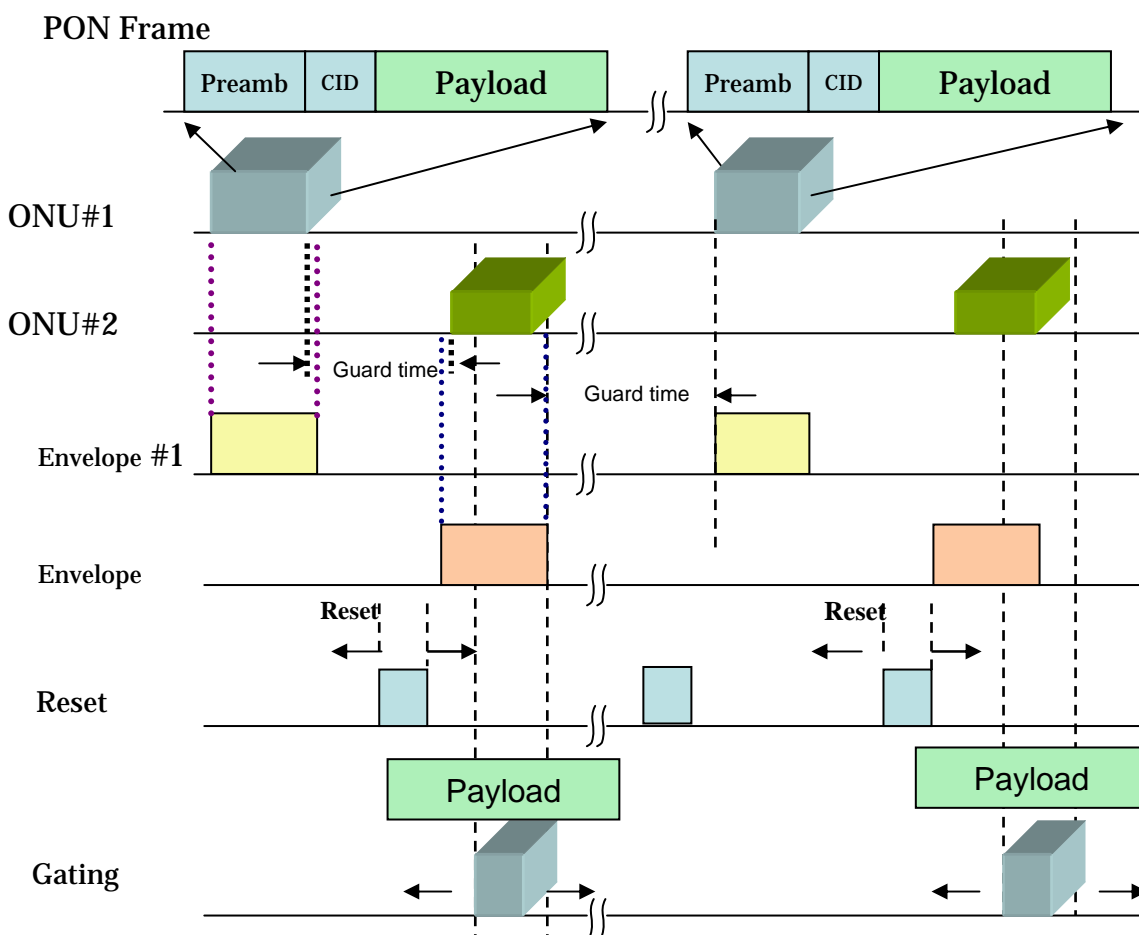 PON Frame
Preamb CID Payload Preamb CID Payload
ONU#1
ONU#2
Guard time
Guard time
Envelope #1
Envelope
Reset Reset
Reset
Payload Payload
Gating